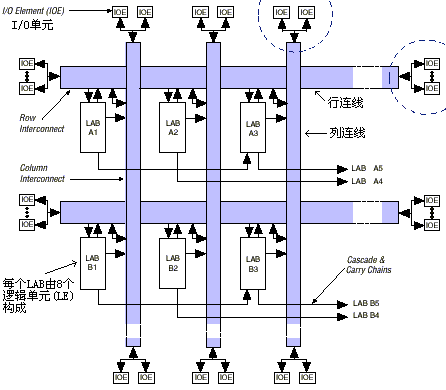 I/O Element (IOE)
I/O单元
IOE IOE IOE IOE IOE IOE
IOE
IOE
IOE
IOE
Row
Interconnect
行连线
LAB
A1
LAB
A2
LAB
A3
列连线
Column
Interconnect
LAB A5
LAB A4
IOE
IOE
IOE
IOE
LAB
B1
LAB
B2
LAB
B3
每个LAB由8个
逻辑单元(LE)
构成
Cascade &
Carry Chains
LAB B5
LAB B4
IOE IOE IOE IOE IOE IOE